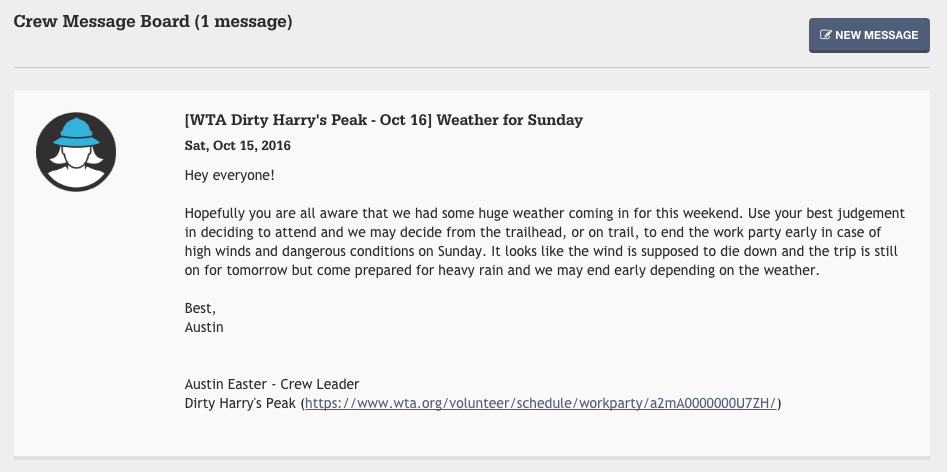 Crew Message Board (1 message)
NEW MESSAGE
[WTA Dirty Harry's Peak - Oct 16] Weather for Sunday
Sat, Oct 15, 2016
Hey everyone!
Hopefully you are all aware that we had some huge weather coming in for this weekend. Use your best judgement
in deciding to attend and we may decide from the trailhead, or on trail, to end the work party early in case of
high winds and dangerous conditions on Sunday. It looks like the wind is supposed to die down and the trip is still
on for tomorrow but come prepared for heavy rain and we may end early depending on the weather.
Best,
Austin
Austin Easter - Crew Leader
Dirty Harry's Peak (https://www.wta.org/volunteer/schedule/workparty/a2mA0000000U7ZH/)